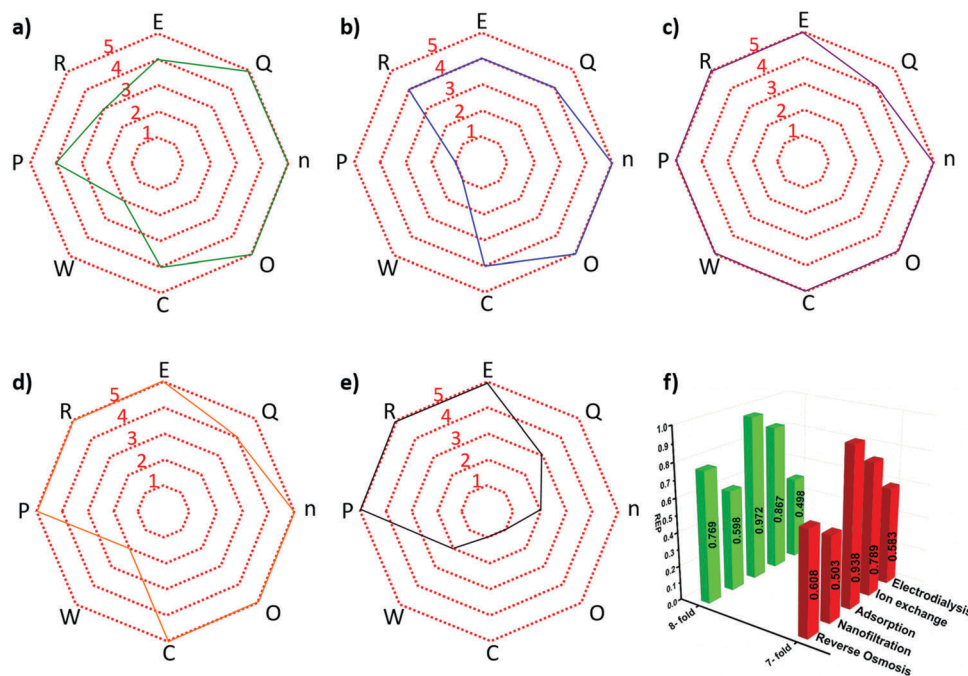 a)
E
Q
n
O
C
W
P
R
5
4
3
2
1
b)
E
Q
n
O
C
W
P
R
5
4
3
2
1
c)
E
Q
n
O
C
W
P
R
5
4
3
2
1
d)
E
Q
n
O
C
W
P
R
5
4
3
2
1
e)
E
Q
n
O
C
W
P
R
5
4
3
2
1
f)
REP
1.0
0.9
0.8
0.7
0.6
0.5
0.4
0.3
0.2
0.1
0.0
0.769
0.598
0.972
0.867
0.498
0.608
0.503
0.938
0.789
0.583
8- fold
7- fold
Electrodialysis
Ion exchange
Adsorption
Nanofiltration
Reverse Osmosis